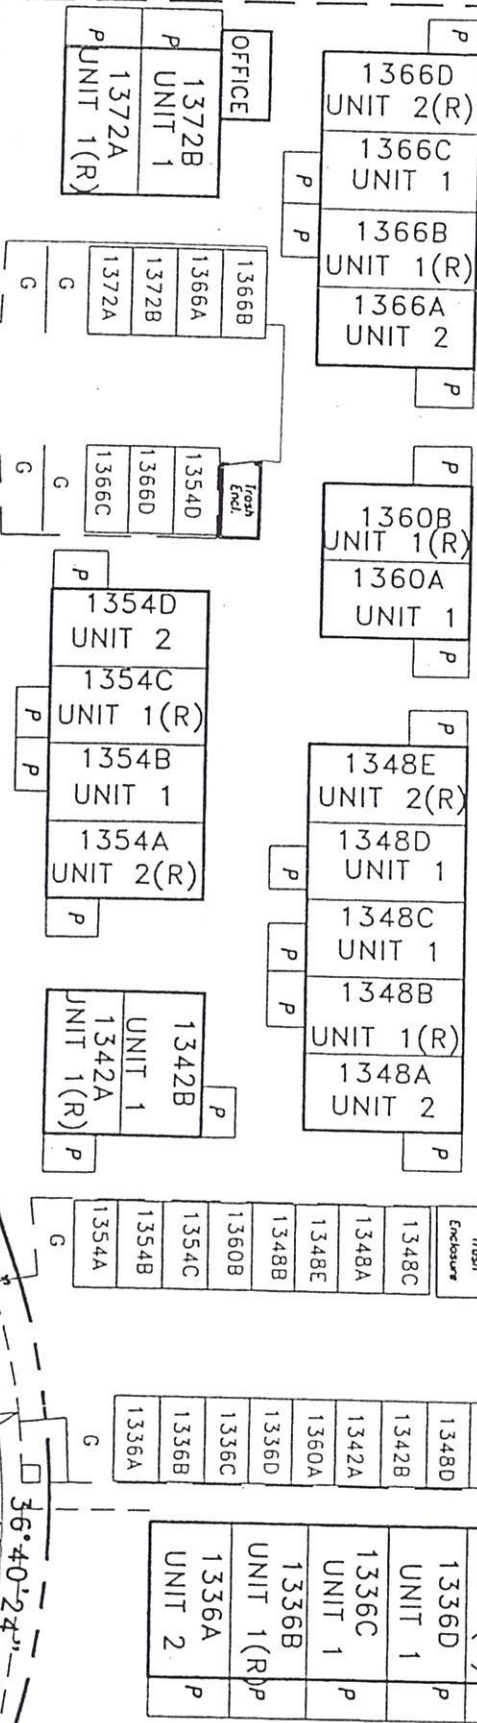 P
P
OFFICE
1372B
UNIT 1
1372A
UNIT 1(R)
P
1366D
UNIT 2(R)
1366C
UNIT 1
P
P
1366B
UNIT 1(R)
1366A
UNIT 2
P
G
G
1372A
1372B
1366A
1366B
G
G
1366C
1366D
1354D
Trash
Encl.
P
1360B
UNIT 1(R)
1360A
UNIT 1
P
P
1354D
UNIT 2
1354C
UNIT 1(R)
P
P
1354B
UNIT 1
1354A
UNIT 2(R)
P
P
1348E
UNIT 2(R)
1348D
UNIT 1
P
1348C
UNIT 1
P
P
1348B
UNIT 1(R)
1348A
UNIT 2
P
1342B
UNIT 1
1342A
UNIT 1(R)
P
P
G
1354A
1354B
1354C
1360B
1348B
1348E
1348A
1348C
Trash
Enclosure
G
1336A
1336B
1336C
1336D
1360A
1342A
1342B
1348D
36°40'24"
1336A
UNIT 2
1336B
UNIT 1(R)
1336C
UNIT 1
1336D
UNIT 1
P
P
P
P